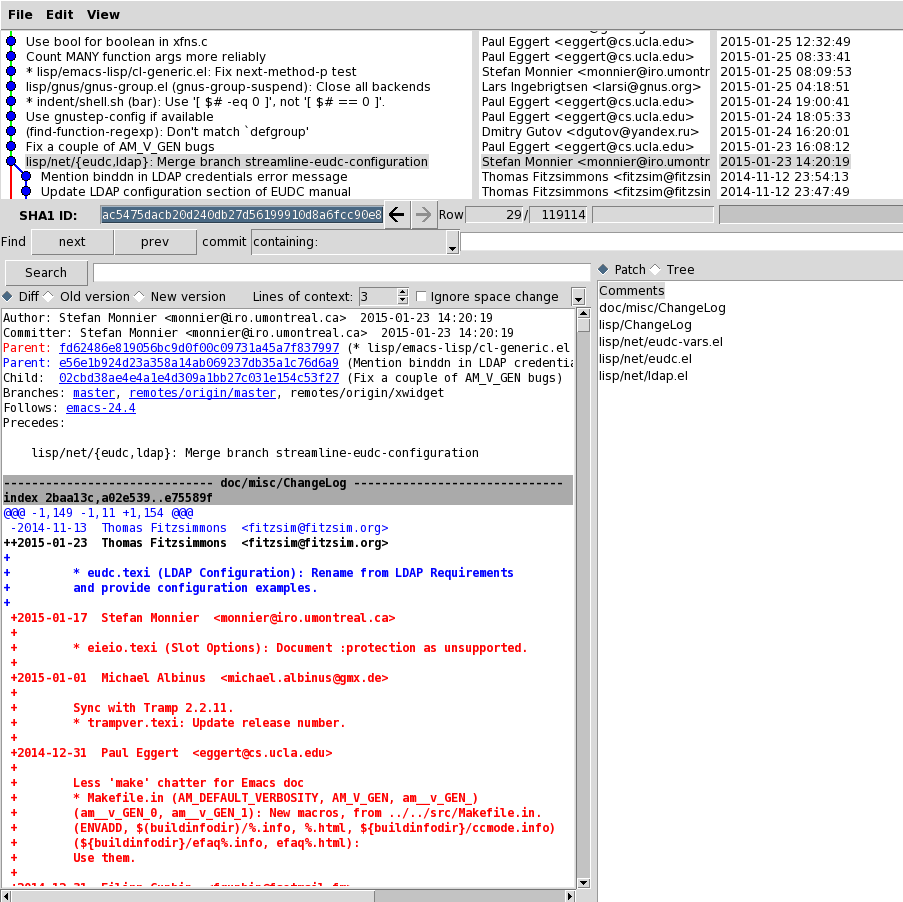 File Edit View
Use bool for boolean in xfns.c Paul Eggert <eggert@cs.ucla.edu> 2015-01-25 12:32:49
Count MANY function args more reliably Paul Eggert <eggert@cs.ucla.edu> 2015-01-25 08:33:41
* lisp/emacs-lisp/cl-generic.el: Fix next-method-p test Stefan Monnier <monnier@iro.umontr 2015-01-25 08:09:53
lisp/gnus/gnus-group.el (gnus-group-suspend): Close all backends Lars Ingebrigtsen <larsi@gnus.org> 2015-01-25 04:18:51
* indent/shell.sh (bar): Use '[ $# -eq 0 ]', not '[ $# == 0 ]'. Paul Eggert <eggert@cs.ucla.edu> 2015-01-24 19:00:41
Use gnustep-config if available Paul Eggert <eggert@cs.ucla.edu> 2015-01-24 18:05:33
(find-function-regexp): Don't match `defgroup' Dmitry Gutov <dgutov@yandex.ru> 2015-01-24 16:20:01
Fix a couple of AM_V_GEN bugs Paul Eggert <eggert@cs.ucla.edu> 2015-01-23 16:08:12
lisp/net/{eudc,ldap}: Merge branch streamline-eudc-configuration Stefan Monnier <monnier@iro.umontr 2015-01-23 14:20:19
Mention binddn in LDAP credentials error message Thomas Fitzsimmons <fitzsim@fitzsin 2014-11-12 23:54:13
Update LDAP configuration section of EUDC manual Thomas Fitzsimmons <fitzsim@fitzsin 2014-11-12 23:47:49
SHA1 ID: ac5475dacb20d240db27d56199910d8a6fcc90e8 Row 29 / 119114
Find next prev commit containing:
Search
Diff Old version New version Lines of context: 3 Ignore space change
Author: Stefan Monnier <monnier@iro.umontreal.ca>  2015-01-23 14:20:19
Committer: Stefan Monnier <monnier@iro.umontreal.ca>  2015-01-23 14:20:19
Parent: fd62486e819056bc9d0f00c09731a45a7f837997 (* lisp/emacs-lisp/cl-generic.el
Parent: e56e1b924d23a358a14ab069237db35a1c76d6a9 (Mention binddn in LDAP credentia
Child:  02cbd38ae4e4a1e4d309a1bb27c031e154c53f27 (Fix a couple of AM_V_GEN bugs)
Branches: master, remotes/origin/master, remotes/origin/xwidget
Follows: emacs-24.4
Precedes:
lisp/net/{eudc,ldap}: Merge branch streamline-eudc-configuration
------------------------------ doc/misc/ChangeLog ------------------------------
index 2baa13c,a02e539..e75589f
@@@ -1,149 -1,11 +1,154 @@@
-2014-11-13  Thomas Fitzsimmons  <fitzsim@fitzsim.org>
++2015-01-23  Thomas Fitzsimmons  <fitzsim@fitzsim.org>
+
+ * eudc.texi (LDAP Configuration): Rename from LDAP Requirements
+ and provide configuration examples.
+
+2015-01-17  Stefan Monnier  <monnier@iro.umontreal.ca>
+
+ * eieio.texi (Slot Options): Document :protection as unsupported.
+
+2015-01-01  Michael Albinus  <michael.albinus@gmx.de>
+
+ Sync with Tramp 2.2.11.
+ * trampver.texi: Update release number.
+
+2014-12-31  Paul Eggert  <eggert@cs.ucla.edu>
+
+ Less 'make' chatter for Emacs doc
+ * Makefile.in (AM_DEFAULT_VERBOSITY, AM_V_GEN, am__v_GEN_)
+ (am__v_GEN_0, am__v_GEN_1): New macros, from ../../src/Makefile.in.
+ (ENVADD, $(buildinfodir)/%.info, %.html, ${buildinfodir}/ccmode.info)
+ (${buildinfodir}/efaq%.info, efaq%.html):
+ Use them.
+
Patch Tree
Comments
doc/misc/ChangeLog
lisp/ChangeLog
lisp/net/eudc-vars.el
lisp/net/eudc.el
lisp/net/ldap.el